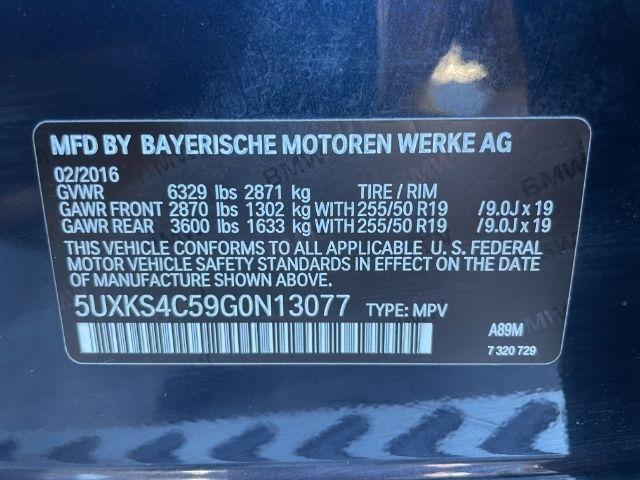 MFD BY BAYERISCHE MOTOREN WERKE AG
02/2016
GVWR 6329 lbs 2871 kg TIRE / RIM
GAWR FRONT 2870 lbs 1302 kg WITH 255/50 R19 /9.0J x 19
GAWR REAR 3600 lbs 1633 kg WITH 255/50 R19 /9.0J x 19
THIS VEHICLE CONFORMS TO ALL APPLICABLE U. S. FEDERAL
MOTOR VEHICLE SAFETY STANDARDS IN EFFECT ON THE DATE
OF MANUFACTURE SHOWN ABOVE.
5UXKS4C59G0N13077 TYPE: MPV
A89M
7 320 729